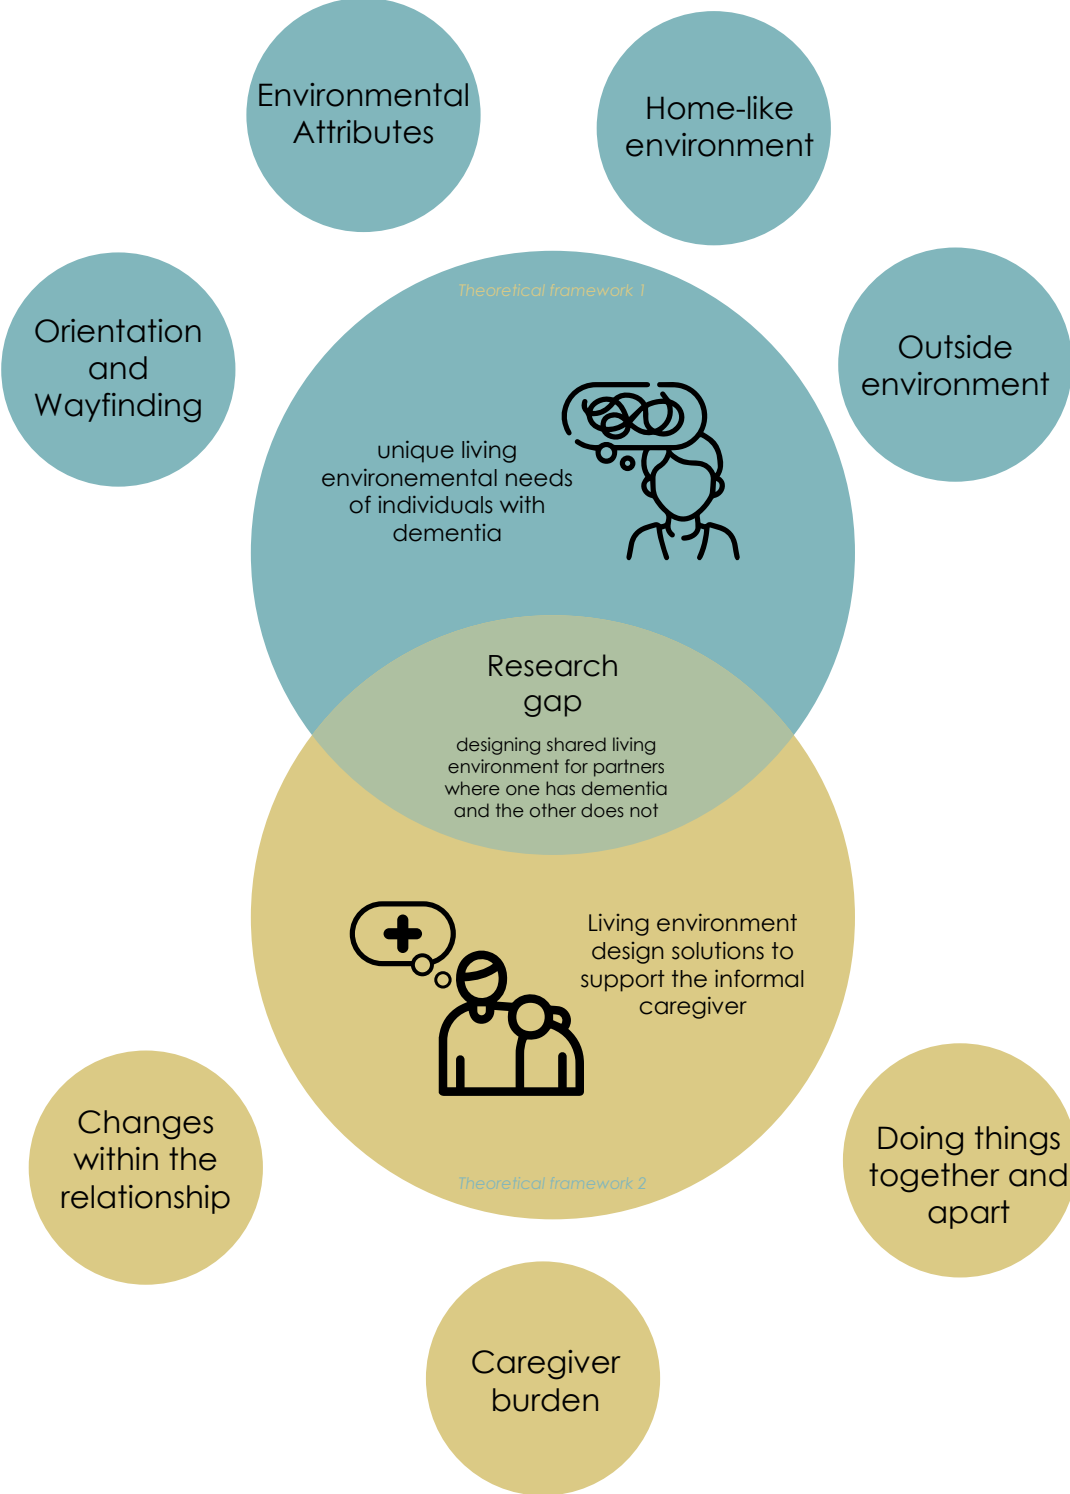 Environmental
Attributes
Home-like
environment
Orientation
and
Wayfinding
Outside
environment
Theoretical framework 1
unique living
environemental needs
of individuals with
dementia
Research
gap
designing shared living
environment for partners
where one has dementia
and the other does not
Living environment
design solutions to
support the informal
caregiver
Changes
within the
relationship
Doing things
together and
apart
Theoretical framework 2
Caregiver
burden